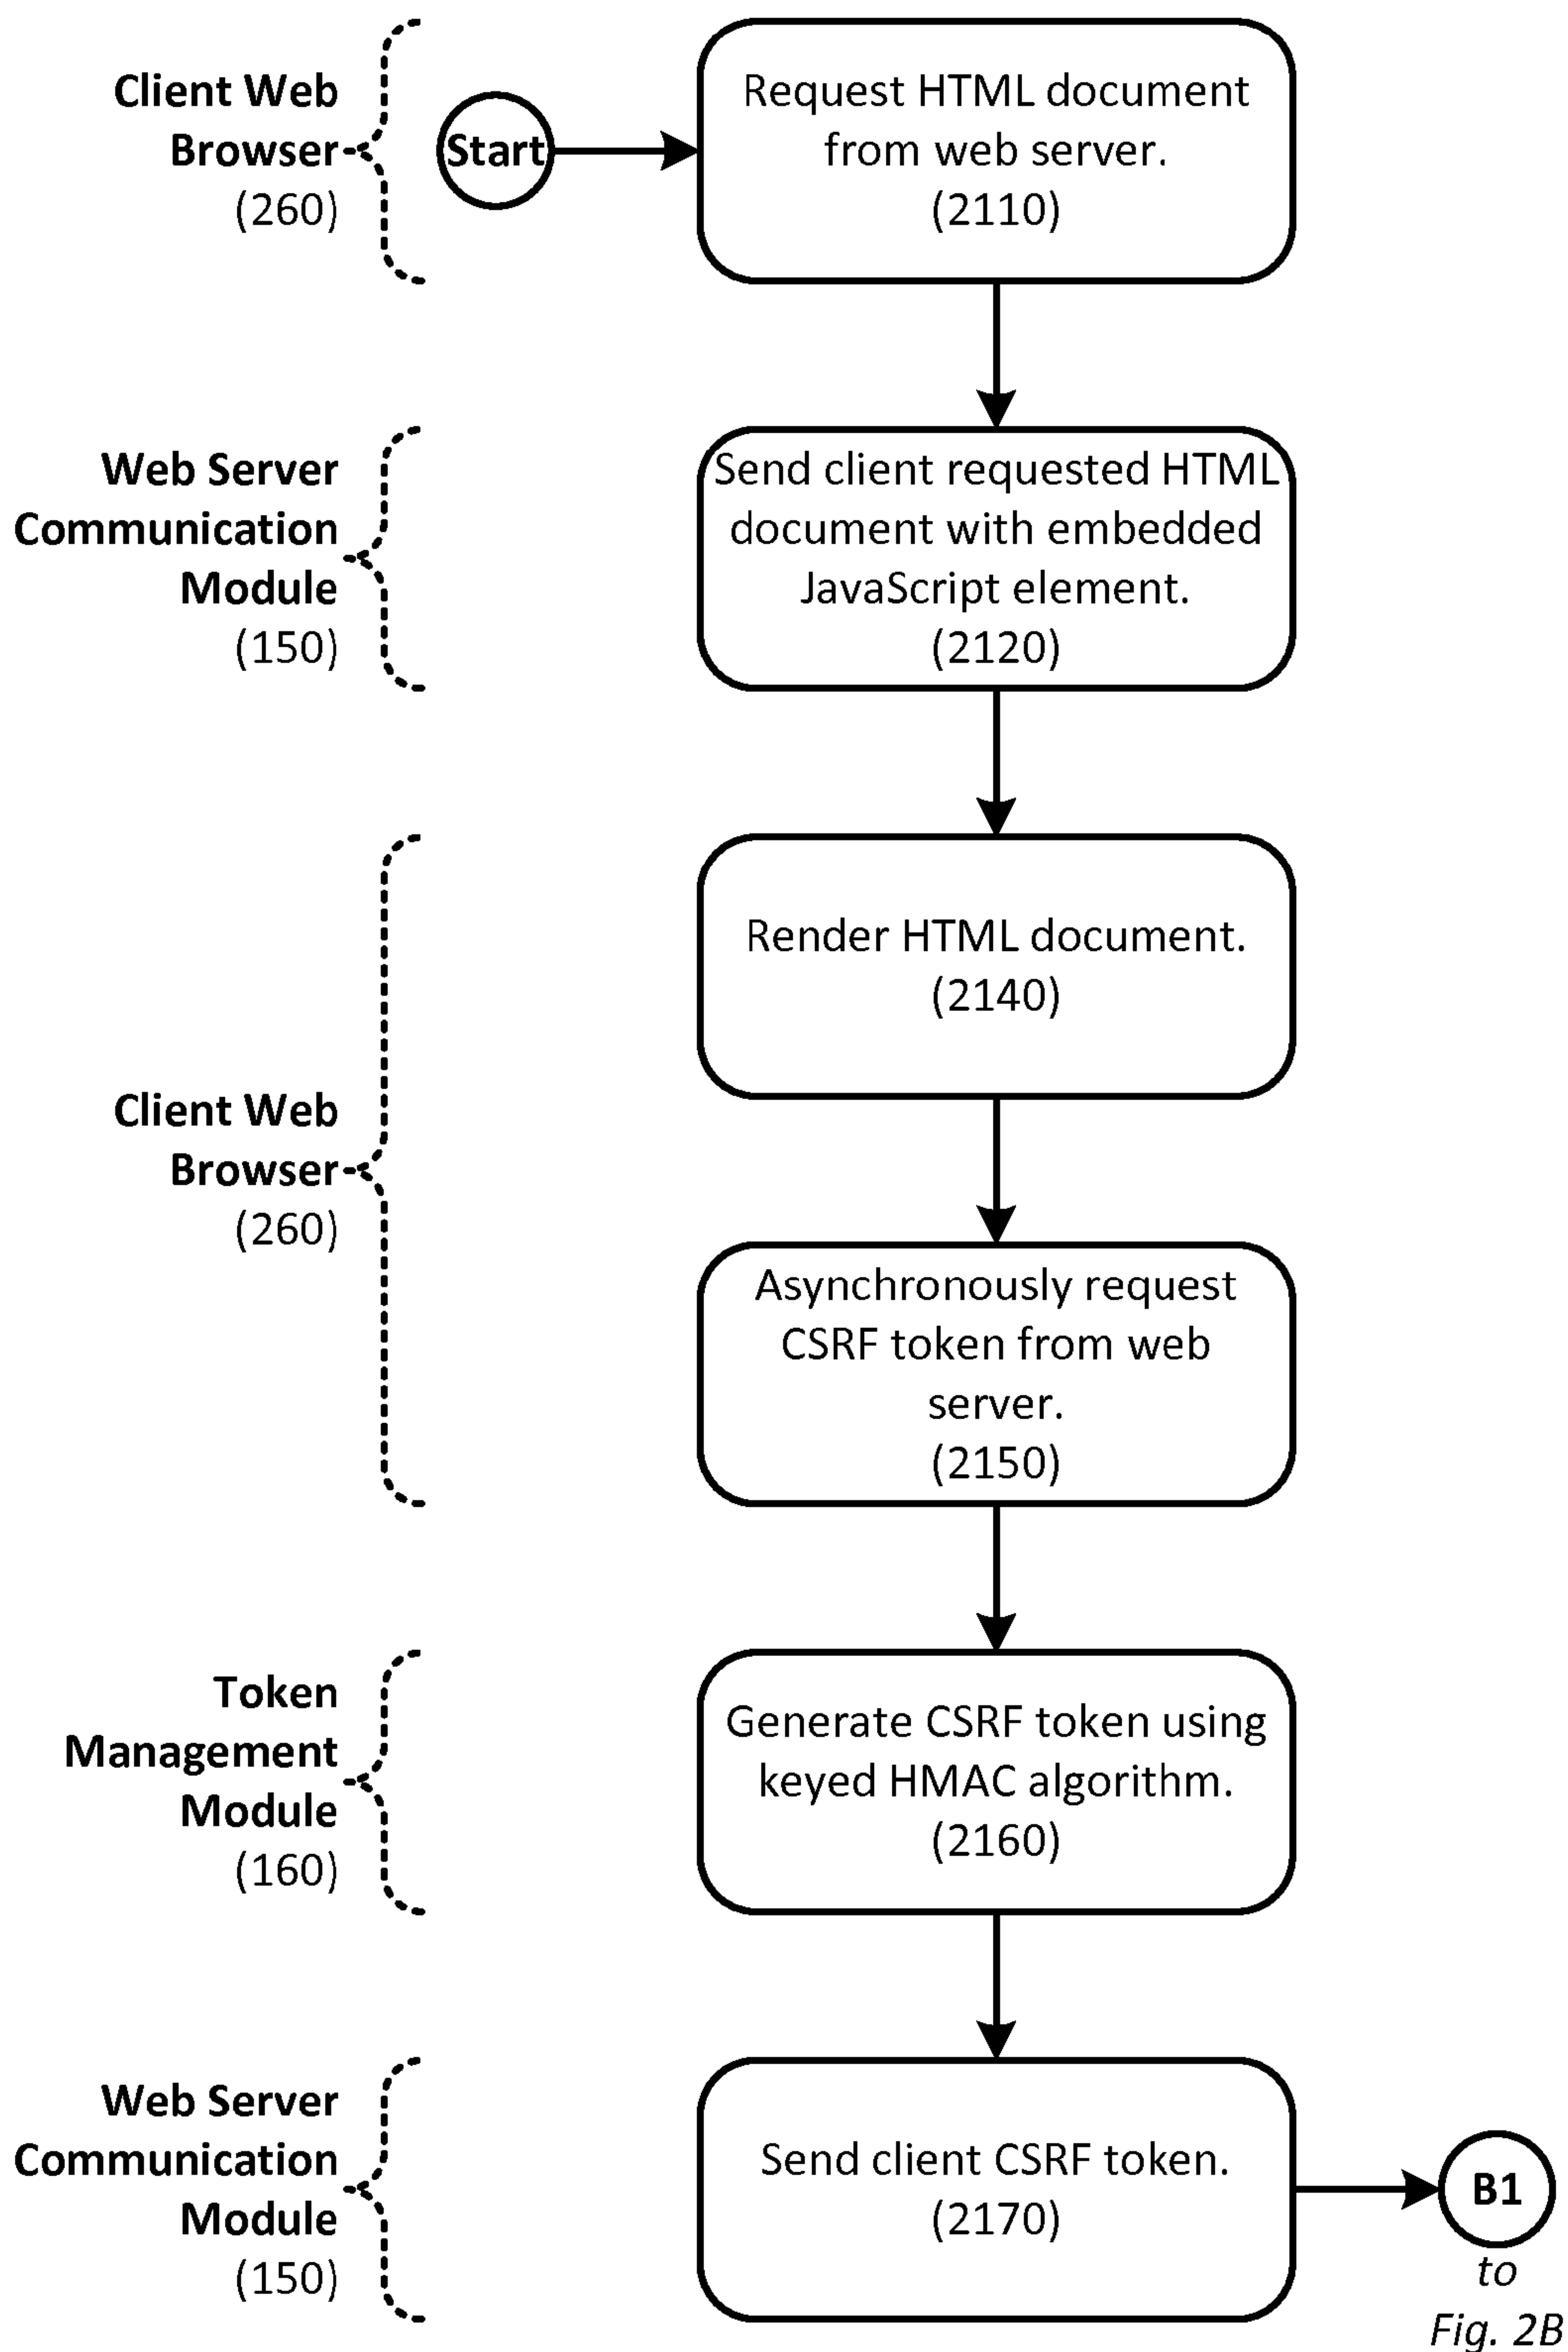 Client Web
Browser
(260)
Start
Request HTML document
from web server.
(2110)
Web Server
Communication
Module
(150)
Send client requested HTML
document with embedded
JavaScript element.
(2120)
Client Web
Browser
(260)
Render HTML document.
(2140)
Asynchronously request
CSRF token from web
server.
(2150)
Token
Management
Module
(160)
Generate CSRF token using
keyed HMAC algorithm.
(2160)
Web Server
Communication
Module
(150)
Send client CSRF token.
(2170)
B1
to
Fig. 2B